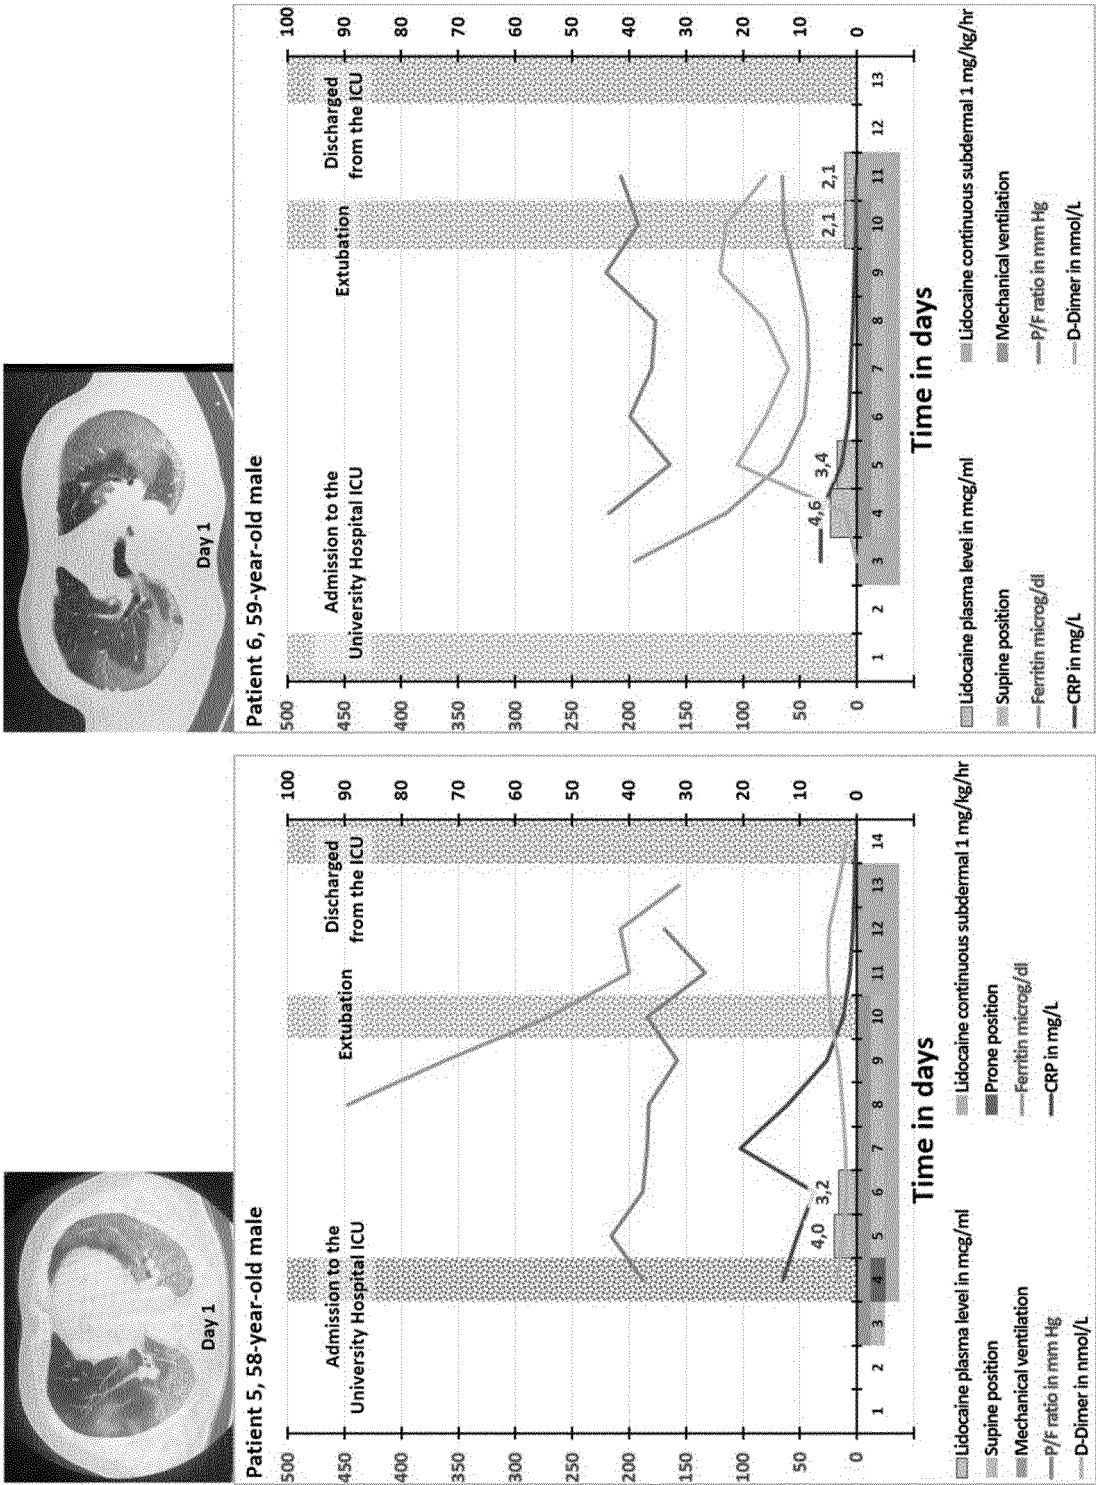 Day 1
Patient 5, 58-year-old male
500
450
400
350
300
250
200
150
100
50
0
100
90
80
70
60
50
40
30
20
10
0
Admission to the
University Hospital ICU
Extubation
Discharged
from the ICU
4,0
3,2
1 2 3 4 5 6 7 8 9 10 11 12 13 14
Time in days
Lidocaine plasma level in mcg/ml
Lidocaine continuous subdermal 1 mg/kg/hr
Supine position
Prone position
Mechanical ventilation
Ferritin microg/dl
P/F ratio in mm Hg
CRP in mg/L
D-Dimer in nmol/L
Day 1
Patient 6, 59-year-old male
500
450
400
350
300
250
200
150
100
50
0
100
90
80
70
60
50
40
30
20
10
0
Admission to the
University Hospital ICU
Extubation
Discharged
from the ICU
4,6
3,4
2,1
2,1
1 2 3 4 5 6 7 8 9 10 11 12 13
Time in days
Lidocaine plasma level in mcg/ml
Lidocaine continuous subdermal 1 mg/kg/hr
Supine position
Mechanical ventilation
Ferritin microg/dl
P/F ratio in mm Hg
CRP in mg/L
D-Dimer in nmol/L